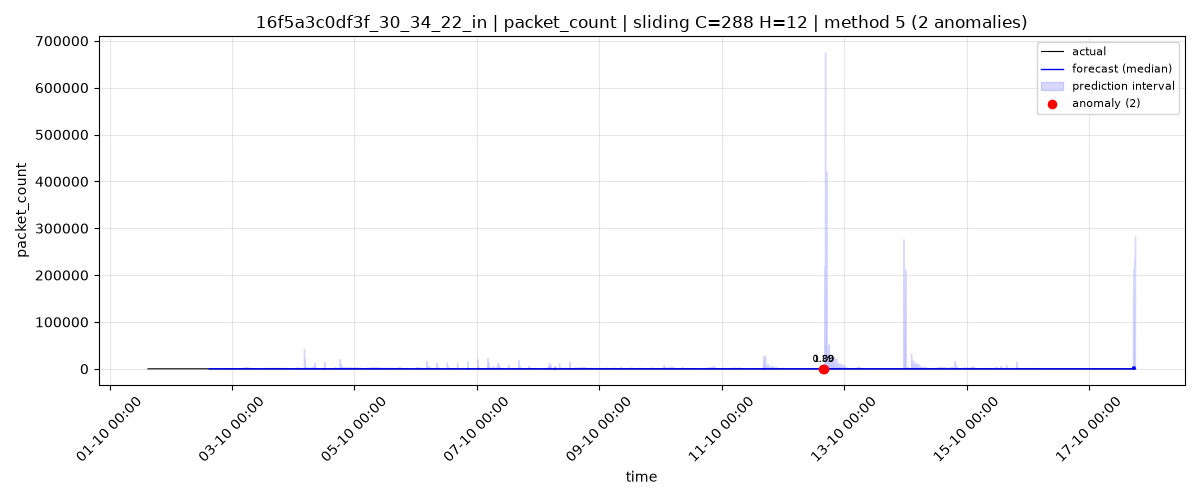 16f5a3c0df3f_30_34_22_in | packet_count | sliding C=288 H=12 | method 5 (2 anomalies)
700000
600000
500000
400000
300000
200000
100000
0
packet_count
actual
forecast (median)
prediction interval
anomaly (2)
01-10 00:00
03-10 00:00
05-10 00:00
07-10 00:00
09-10 00:00
11-10 00:00
13-10 00:00
15-10 00:00
17-10 00:00
time